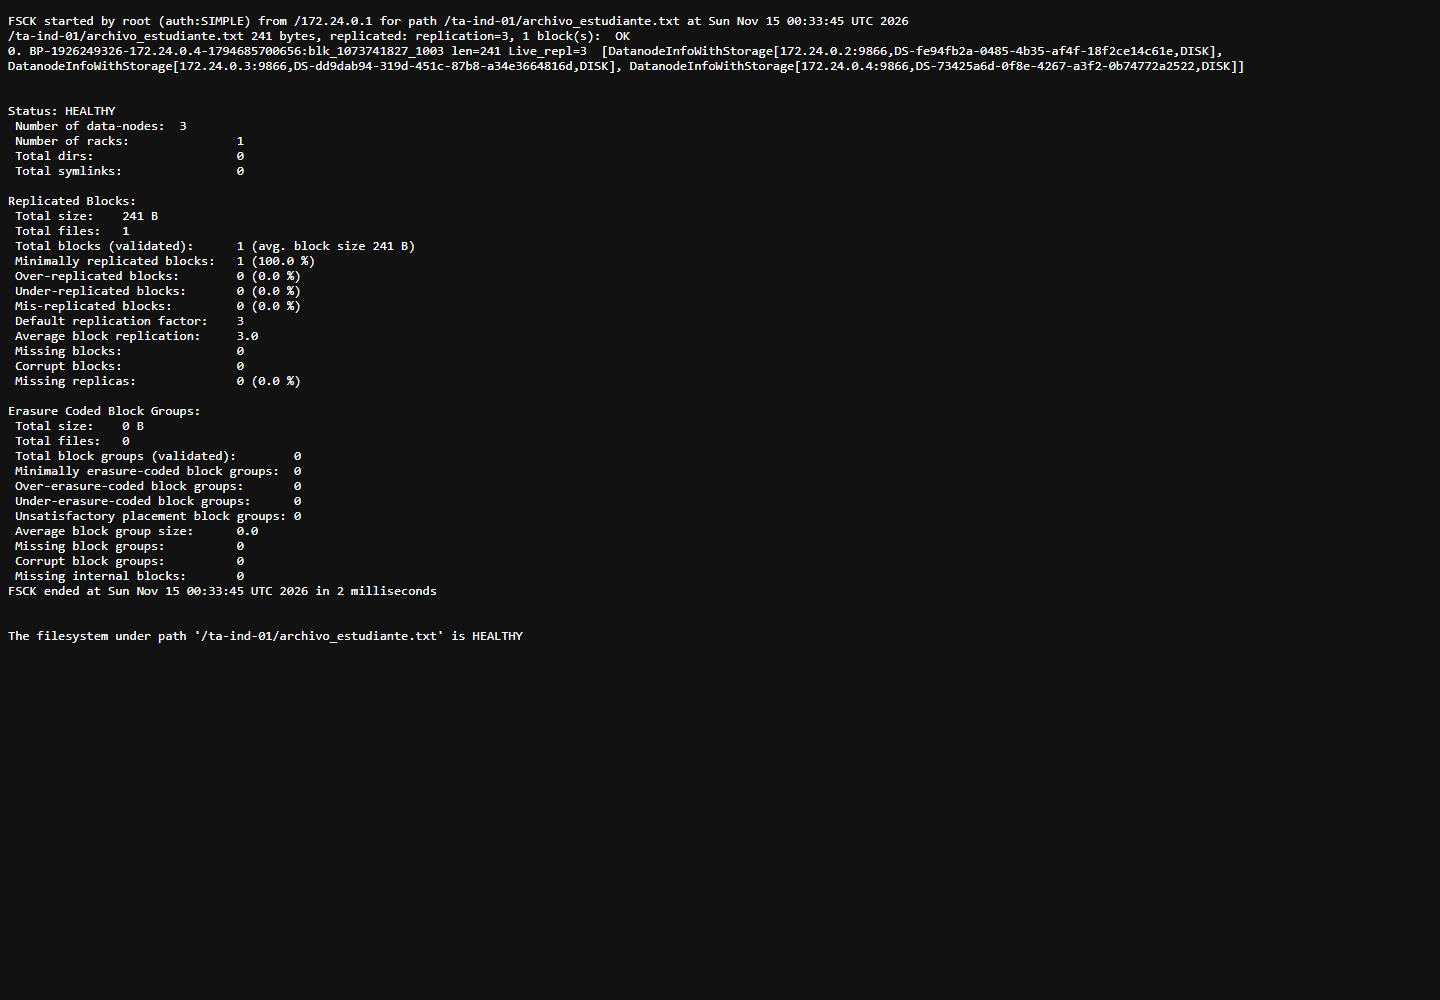 FSCK started by root (auth:SIMPLE) from /172.24.0.1 for path /ta-ind-01/archivo_estudiante.txt at Sun Nov 15 00:33:45 UTC 2026
/ta-ind-01/archivo_estudiante.txt 241 bytes, replicated: replication=3, 1 block(s):  OK
0. BP-1926249326-172.24.0.4-1794685700656:blk_1073741827_1003 len=241 Live_repl=3  [DatanodeInfoWithStorage[172.24.0.2:9866,DS-fe94fb2a-0485-4b35-af4f-18f2ce14c61e,DISK],
DatanodeInfoWithStorage[172.24.0.3:9866,DS-dd9dab94-319d-451c-87b8-a34e3664816d,DISK], DatanodeInfoWithStorage[172.24.0.4:9866,DS-73425a6d-0f8e-4267-a3f2-0b74772a2522,DISK]]
Status: HEALTHY
Number of data-nodes:  3
Number of racks:  1
Total dirs:  0
Total symlinks:  0
Replicated Blocks:
Total size:  241 B
Total files:  1
Total blocks (validated):  1 (avg. block size 241 B)
Minimally replicated blocks:  1 (100.0 %)
Over-replicated blocks:  0 (0.0 %)
Under-replicated blocks:  0 (0.0 %)
Mis-replicated blocks:  0 (0.0 %)
Default replication factor:  3
Average block replication:  3.0
Missing blocks:  0
Corrupt blocks:  0
Missing replicas:  0 (0.0 %)
Erasure Coded Block Groups:
Total size:  0 B
Total files:  0
Total block groups (validated):  0
Minimally erasure-coded block groups:  0
Over-erasure-coded block groups:  0
Under-erasure-coded block groups:  0
Unsatisfactory placement block groups: 0
Average block group size:  0.0
Missing block groups:  0
Corrupt block groups:  0
Missing internal blocks:  0
FSCK ended at Sun Nov 15 00:33:45 UTC 2026 in 2 milliseconds
The filesystem under path '/ta-ind-01/archivo_estudiante.txt' is HEALTHY